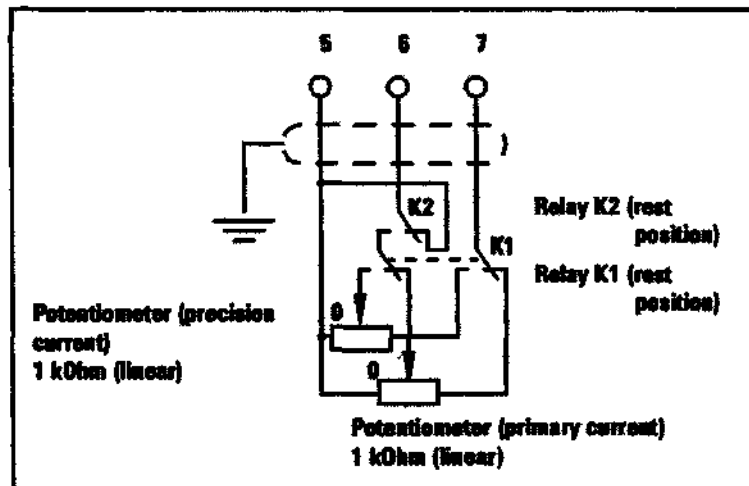 5 6 7
K2
Relay K2 (rest
position)
K1
Relay K1 (rest
position)
0
Potentiometer (precision
current)
1 kOhm (linear)
0
Potentiometer (primary current)
1 kOhm (linear)